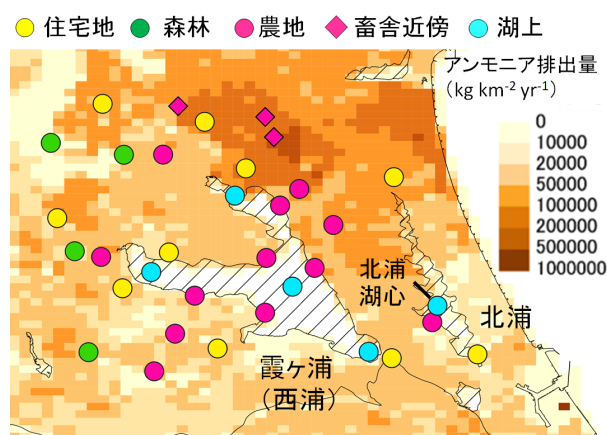 住宅地 森林 農地 畜舎近傍 湖上
アンモニア排出量
(kg km-2 yr-1)
0
10000
20000
50000
100000
200000
500000
1000000
北浦
湖心
北浦
霞ヶ浦
(西浦)